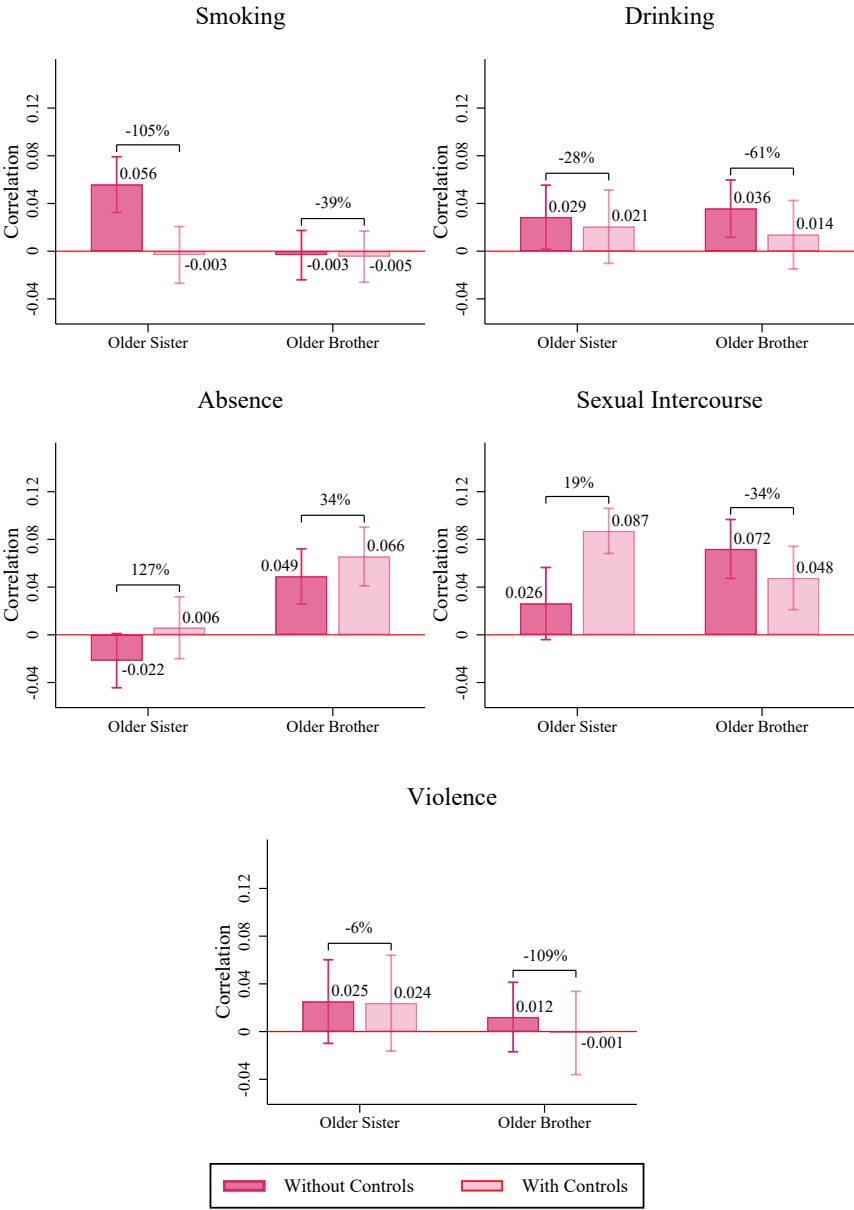 Smoking
Drinking
Correlation
-0.04
0
0.04
0.08
0.12
-105%
0.056
-0.003
-39%
-0.003
-0.005
Older Sister
Older Brother
Correlation
-0.04
0
0.04
0.08
0.12
-28%
0.029
0.021
-61%
0.036
0.014
Older Sister
Older Brother
Absence
Sexual Intercourse
Correlation
-0.04
0
0.04
0.08
0.12
127%
-0.022
0.006
34%
0.049
0.066
Older Sister
Older Brother
Correlation
-0.04
0
0.04
0.08
0.12
19%
0.026
0.087
-34%
0.072
0.048
Older Sister
Older Brother
Violence
Correlation
-0.04
0
0.04
0.08
0.12
-6%
0.025
0.024
-109%
0.012
-0.001
Older Sister
Older Brother
Without Controls
With Controls